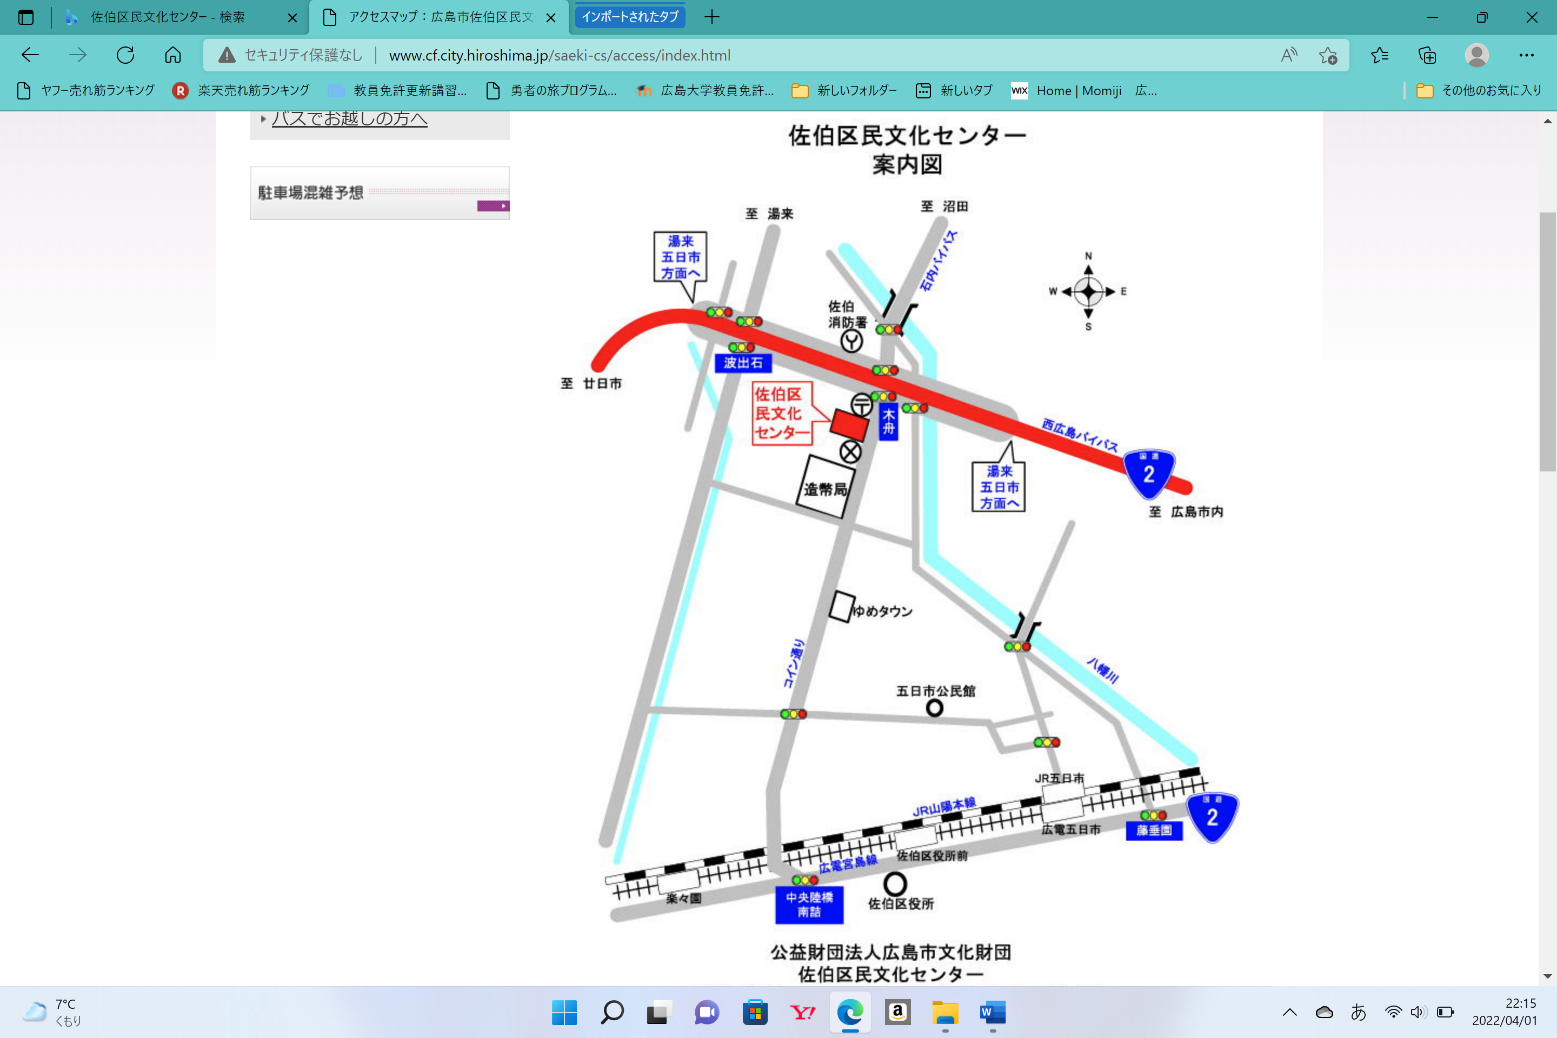 佐伯区民文化センター - 検索
アクセスマップ：広島市佐伯区民文
インポートされたタブ
セキュリティ保護なし
www.cf.city.hiroshima.jp/saeki-cs/access/index.html
ヤフー売れ筋ランキング
楽天売れ筋ランキング
教員免許更新講習...
勇者の旅プログラム...
広島大学教員免許...
新しいフォルダー
新しいタブ
WIX
Home | Momiji 広...
その他のお気に入り
バスでお越しの方へ
駐車場混雑予想
佐伯区民文化センター
案内図
至 湯来
至 沼田
湯来
五日市
方面へ
石内バイパス
N
W
E
S
佐伯
消防署
波出石
至 廿日市
佐伯区
民文化
センター
木
舟
西広島バイパス
国道
2
湯来
五日市
方面へ
造幣局
至 広島市内
ゆめタウン
コイン通り
八幡川
五日市公民館
JR五日市
JR山陽本線
国道
2
広電五日市
藤垂園
佐伯区役所前
広電宮島線
楽々園
中央陸橋
南詰
佐伯区役所
公益財団法人広島市文化財団
佐伯区民文化センター
7°C
くもり
あ
22:15
2022/04/01